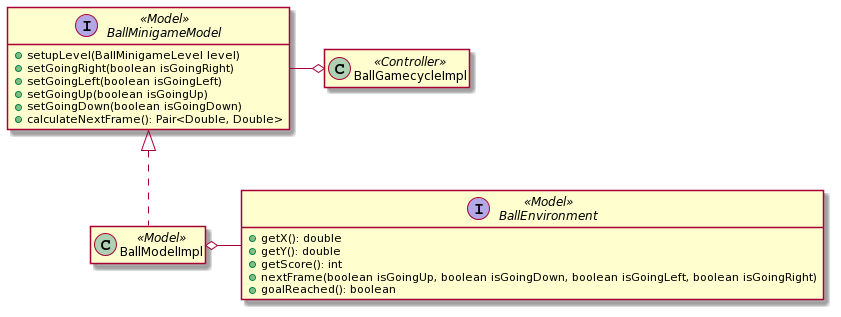 I
«Model»
BallMinigameModel
setupLevel(BallMinigameLevel level)
setGoingRight(boolean isGoingRight)
setGoingLeft(boolean isGoingLeft)
setGoingUp(boolean isGoingUp)
setGoingDown(boolean isGoingDown)
calculateNextFrame(): Pair<Double, Double>
C
«Controller»
BallGamecycleImpl
C
«Model»
BallModelImpl
I
«Model»
BallEnvironment
getX(): double
getY(): double
getScore(): int
nextFrame(boolean isGoingUp, boolean isGoingDown, boolean isGoingLeft, boolean isGoingRight)
goalReached(): boolean